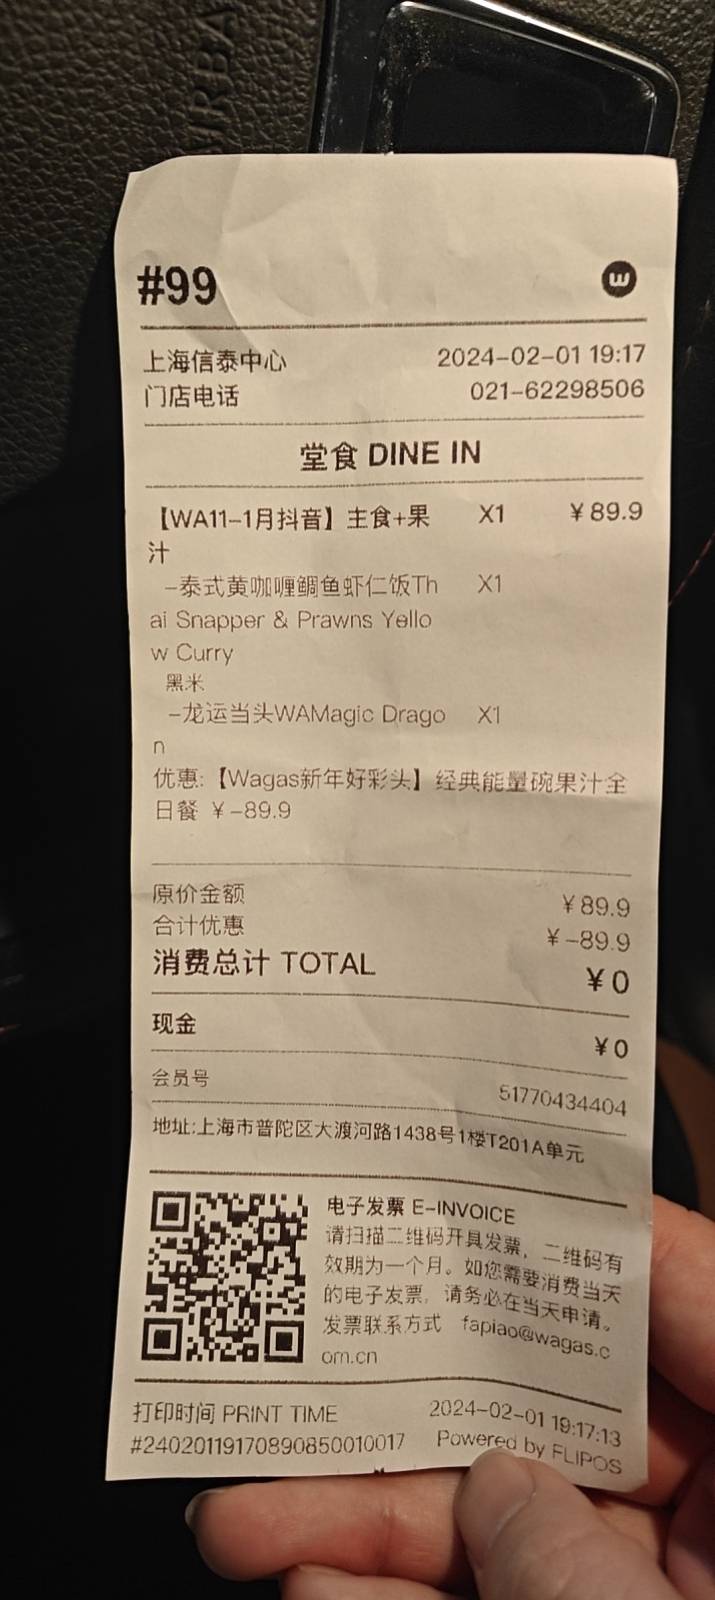 URBA
#99
W
上海信泰中心 2024-02-01 19:17
门店电话 021-62298506
堂食 DINE IN
【WA11-1月抖音】主食+果 X1 ¥89.9
汁
-泰式黄咖喱鲷鱼虾仁饭Th X1
ai Snapper & Prawns Yello
w Curry
黑米
-龙运当头WAMagic Drago X1
n
优惠:【Wagas新年好彩头】经典能量碗果汁全
日餐 ¥-89.9
原价金额 ¥89.9
合计优惠 ¥-89.9
消费总计 TOTAL ¥0
现金 ¥0
会员号 51770434404
地址:上海市普陀区大渡河路1438号1楼T201A单元
电子发票 E-INVOICE
请扫描二维码开具发票，二维码有
效期为一个月。如您需要消费当天
的电子发票，请务必在当天申请。
发票联系方式 fapiao@wagas.c
om.cn
打印时间 PRINT TIME 2024-02-01 19:17:13
#24020119170890850010017 Powered by FLIPOS